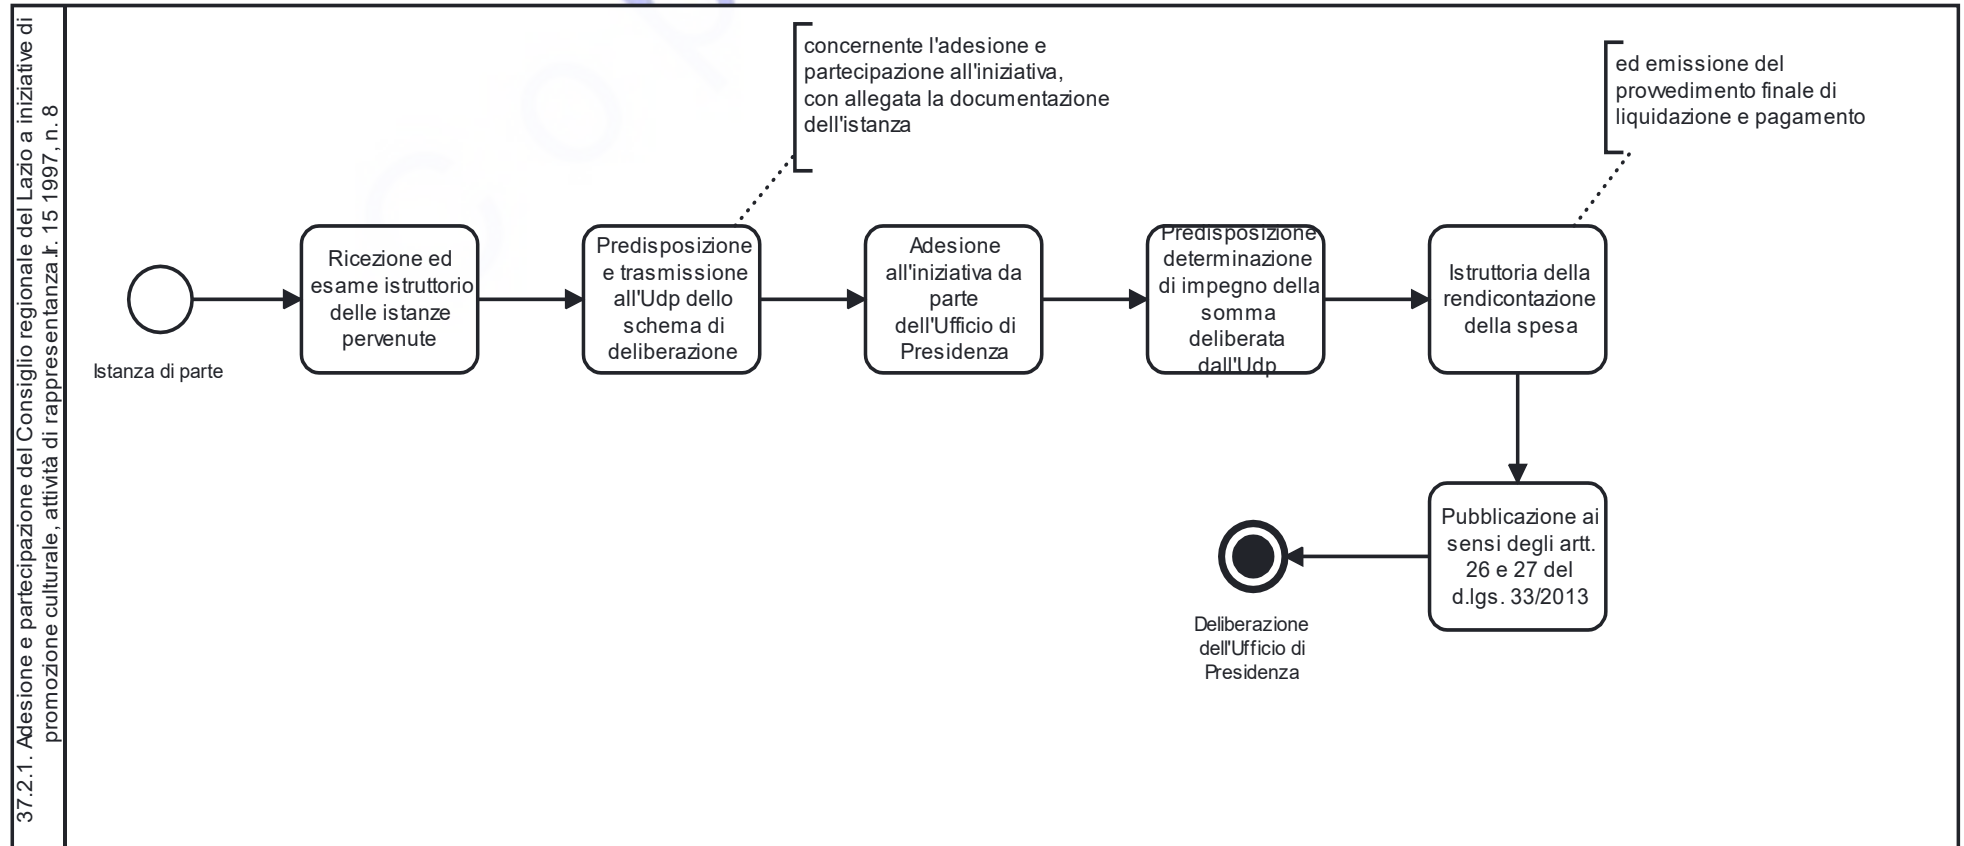 37.2.1. Adesione e partecipazione del Consiglio regionale del Lazio a iniziative di
promozione culturale, attività di rappresentanza.lr. 15 1997, n. 8
concernente l'adesione e
partecipazione all'iniziativa,
con allegata la documentazione
dell'istanza
ed emissione del
provvedimento finale di
liquidazione e pagamento
Istanza di parte
Ricezione ed
esame istruttorio
delle istanze
pervenute
Predisposizione
e trasmissione
all'Udp dello
schema di
deliberazione
Adesione
all'iniziativa da
parte
dell'Ufficio di
Presidenza
Predisposizione
determinazione
di impegno della
somma
deliberata
dall'Udp
Istruttoria della
rendicontazione
della spesa
Pubblicazione ai
sensi degli artt.
26 e 27 del
d.lgs. 33/2013
Deliberazione
dell'Ufficio di
Presidenza